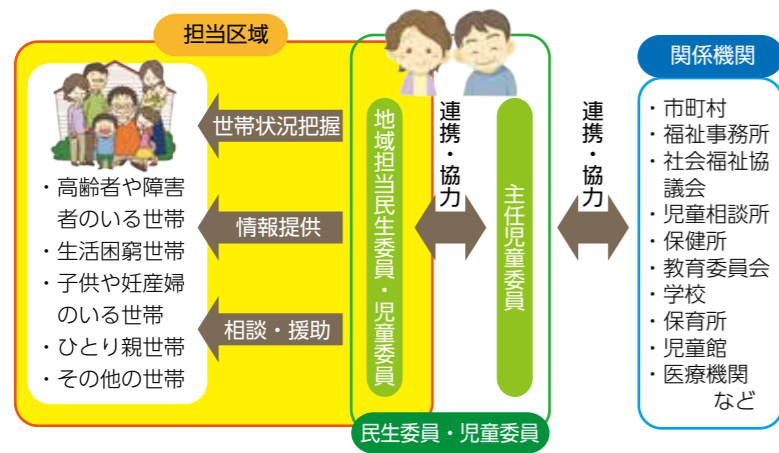 担当区域
世帯状況把握
情報提供
相談・援助
・高齢者や障害
者のいる世帯
・生活困窮世帯
・子供や妊産婦
のいる世帯
・ひとり親世帯
・その他の世帯
地域担当民生委員・児童委員
連携・協力
主任児童委員
民生委員・児童委員
連携・協力
関係機関
・市町村
・福祉事務所
・社会福祉協
議会
・児童相談所
・保健所
・教育委員会
・学校
・保育所
・児童館
・医療機関
など